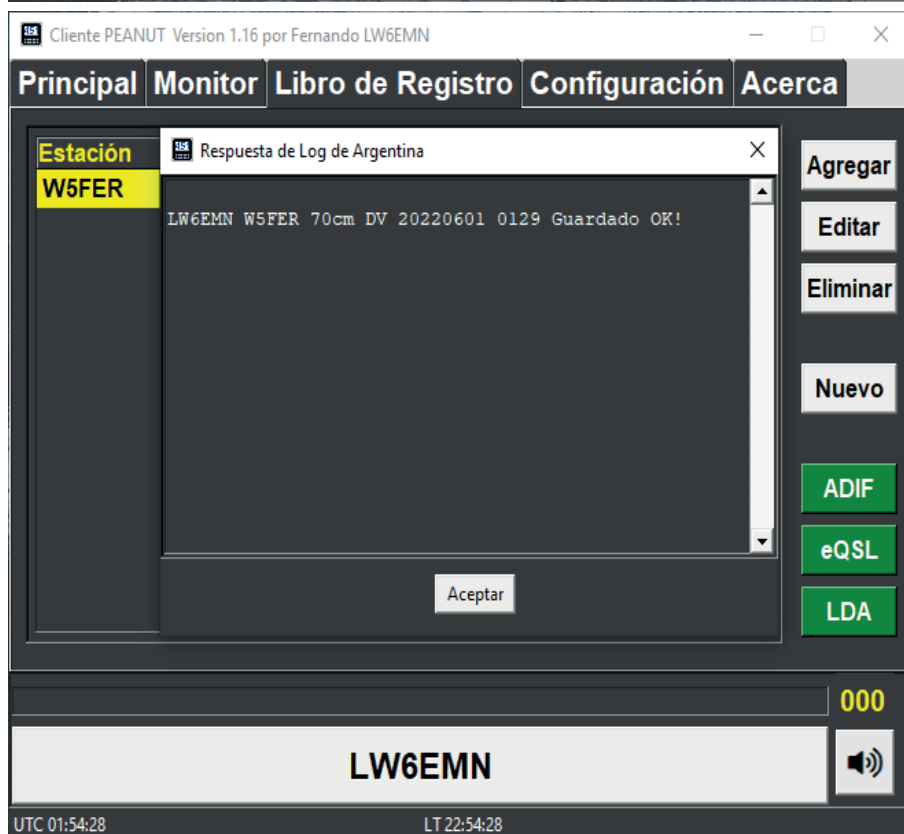 Cliente PEANUT Version 1.16 por Fernando LW6EMN
Principal Monitor Libro de Registro Configuración Acerca
Estación
W5FER
Respuesta de Log de Argentina
LW6EMN W5FER 70cm DV 20220601 0129 Guardado OK!
Aceptar
Agregar
Editar
Eliminar
Nuevo
ADIF
eQSL
LDA
000
LW6EMN
UTC 01:54:28 LT 22:54:28